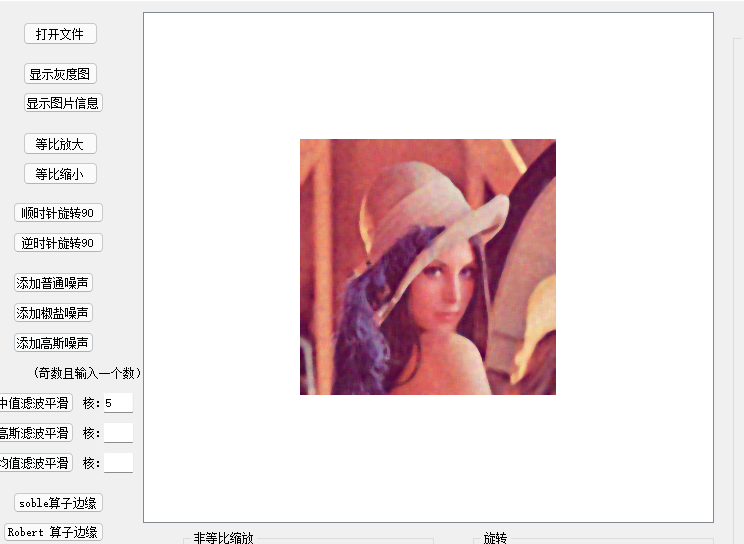 打开文件
显示灰度图
显示图片信息
等比放大
等比缩小
顺时针旋转90
逆时针旋转90
添加普通噪声
添加椒盐噪声
添加高斯噪声
(奇数且输入一个数)
中值滤波平滑 核: 5
高斯滤波平滑 核:
均值滤波平滑 核:
soble算子边缘
Robert 算子边缘
非等比缩放
旋转